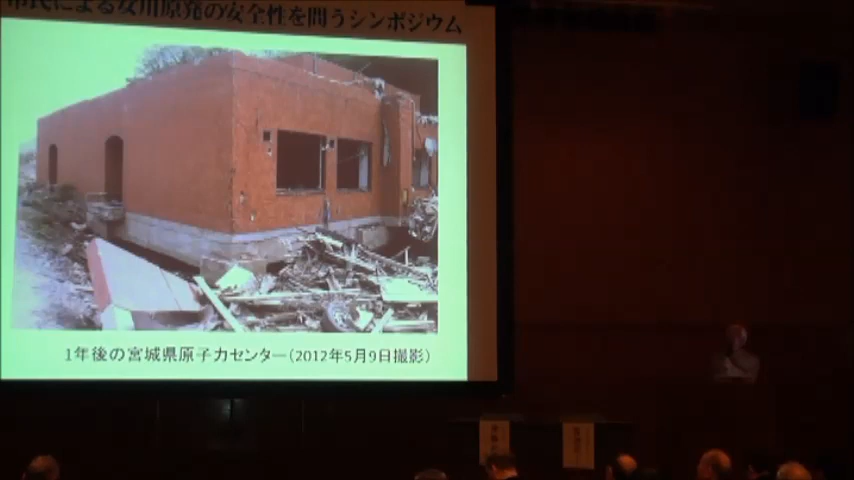 市民による女川原発の安全性を問うシンポジウム
1年後の宮城県原子力センター(2012年5月9日撮影)